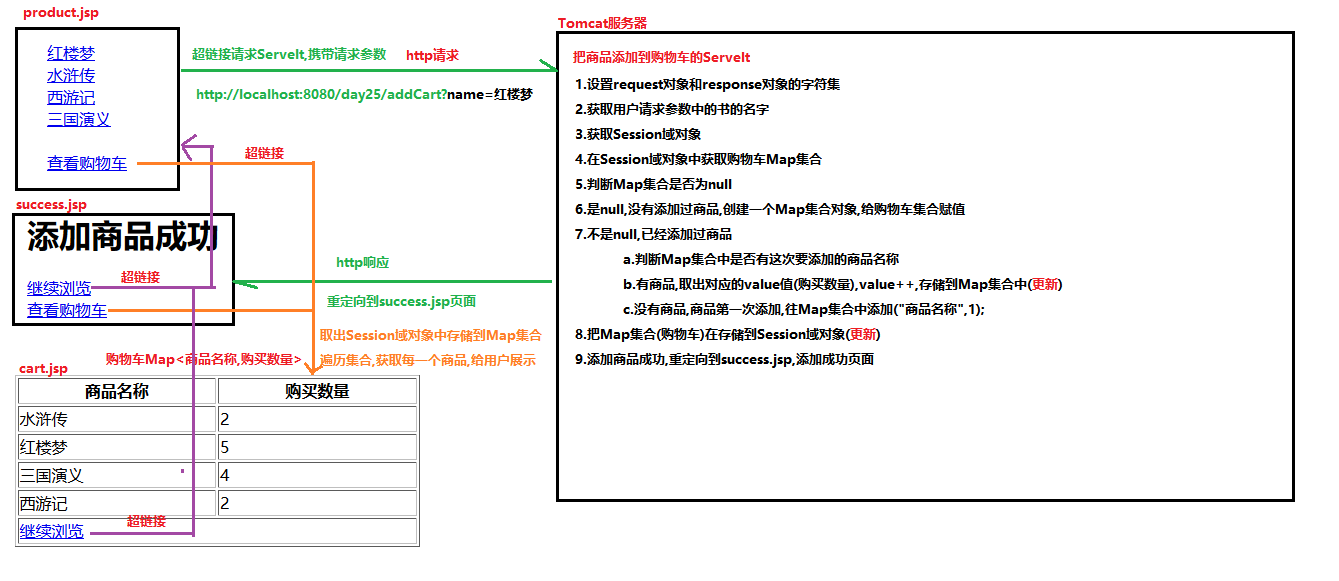 product.jsp
红楼梦
水浒传
西游记
三国演义
查看购物车
超链接请求Servelt,携带请求参数
http请求
http://localhost:8080/day25/addCart?name=红楼梦
超链接
success.jsp
添加商品成功
超链接
继续浏览
查看购物车
http响应
重定向到success.jsp页面
取出Session域对象中存储到Map集合
遍历集合,获取每一个商品,给用户展示
购物车Map<商品名称,购买数量>
cart.jsp
商品名称 购买数量
水浒传 2
红楼梦 5
三国演义 4
西游记 2
继续浏览
超链接
Tomcat服务器
把商品添加到购物车的Servelt
1.设置request对象和response对象的字符集
2.获取用户请求参数中的书的名字
3.获取Session域对象
4.在Session域对象中获取购物车Map集合
5.判断Map集合是否为null
6.是null,没有添加过商品,创建一个Map集合对象,给购物车集合赋值
7.不是null,已经添加过商品
a.判断Map集合中是否有这次要添加的商品名称
b.有商品,取出对应的value值(购买数量),value++,存储到Map集合中(更新)
c.没有商品,商品第一次添加,往Map集合中添加("商品名称",1);
8.把Map集合(购物车)在存储到Session域对象(更新)
9.添加商品成功,重定向到success.jsp,添加成功页面